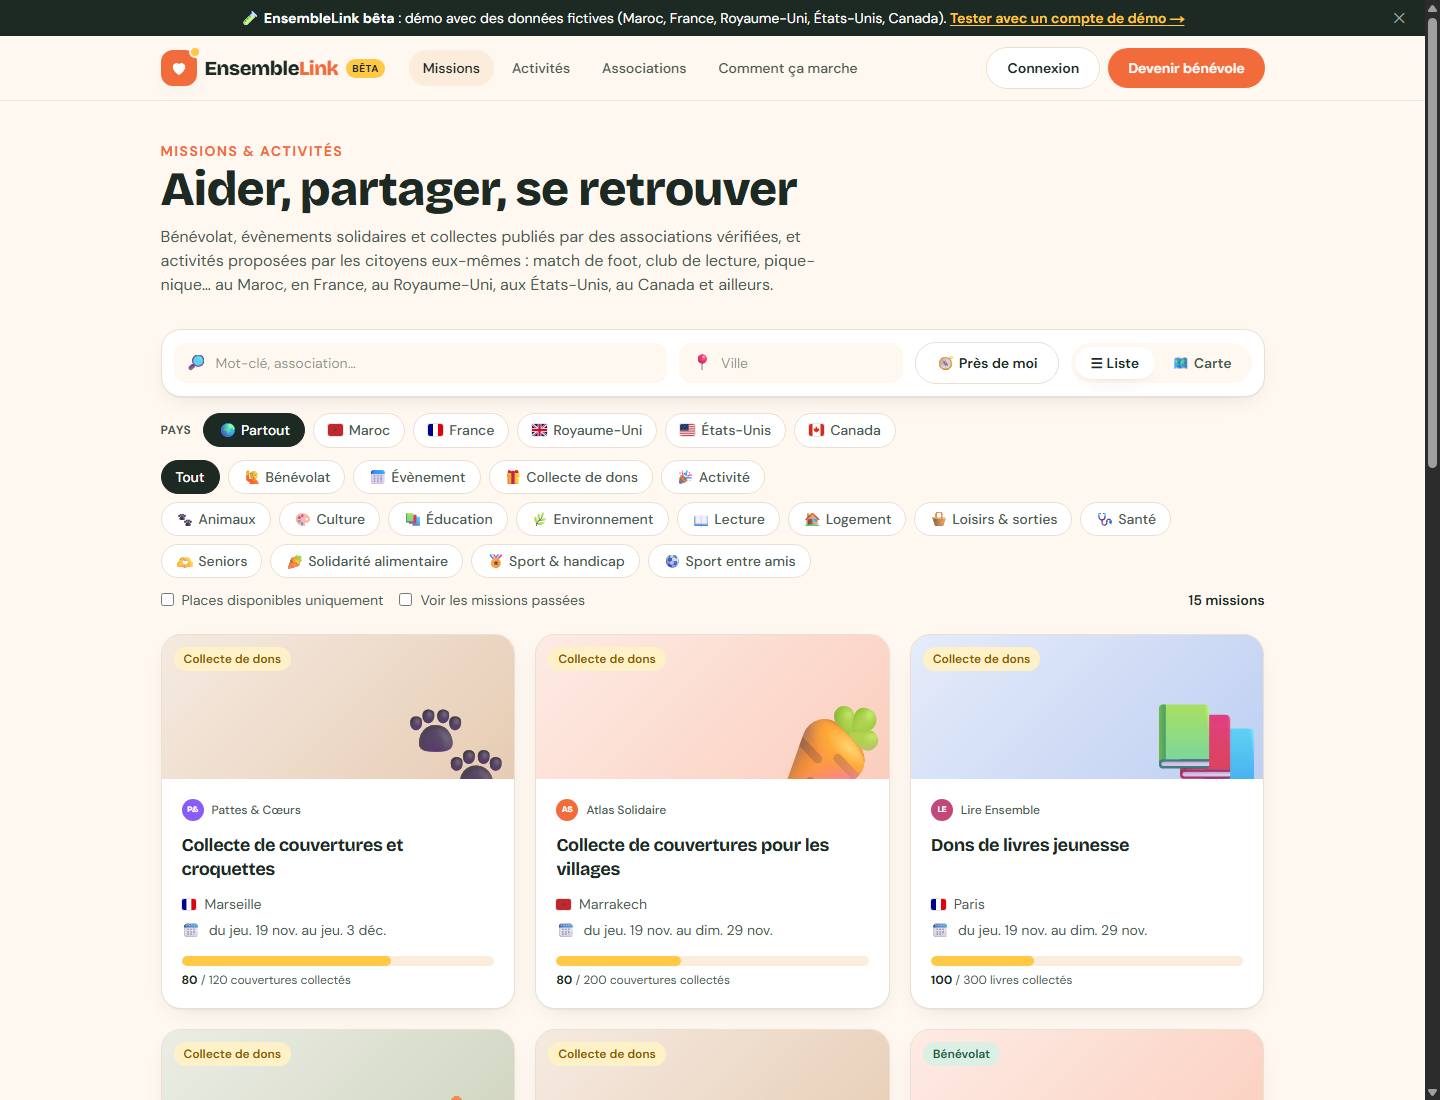 EnsembleLink bêta : démo avec des données fictives (Maroc, France, Royaume-Uni, États-Unis, Canada). Tester avec un compte de démo →
EnsembleLink BÊTA Missions Activités Associations Comment ça marche Connexion Devenir bénévole
MISSIONS & ACTIVITÉS
Aider, partager, se retrouver
Bénévolat, évènements solidaires et collectes publiés par des associations vérifiées, et
activités proposées par les citoyens eux-mêmes : match de foot, club de lecture, pique-
nique… au Maroc, en France, au Royaume-Uni, aux États-Unis, au Canada et ailleurs.
Mot-clé, association… Ville Près de moi Liste Carte
PAYS Partout Maroc France Royaume-Uni États-Unis Canada
Tout Bénévolat Évènement Collecte de dons Activité
Animaux Culture Éducation Environnement Lecture Logement Loisirs & sorties Santé
Seniors Solidarité alimentaire Sport & handicap Sport entre amis
Places disponibles uniquement Voir les missions passées 15 missions
Collecte de dons
P& Pattes & Cœurs
Collecte de couvertures et
croquettes
Marseille
du jeu. 19 nov. au jeu. 3 déc.
80 / 120 couvertures collectés
Collecte de dons
AS Atlas Solidaire
Collecte de couvertures pour les
villages
Marrakech
du jeu. 19 nov. au dim. 29 nov.
80 / 200 couvertures collectés
Collecte de dons
LE Lire Ensemble
Dons de livres jeunesse
Paris
du jeu. 19 nov. au dim. 29 nov.
100 / 300 livres collectés
Collecte de dons
Collecte de dons
Bénévolat